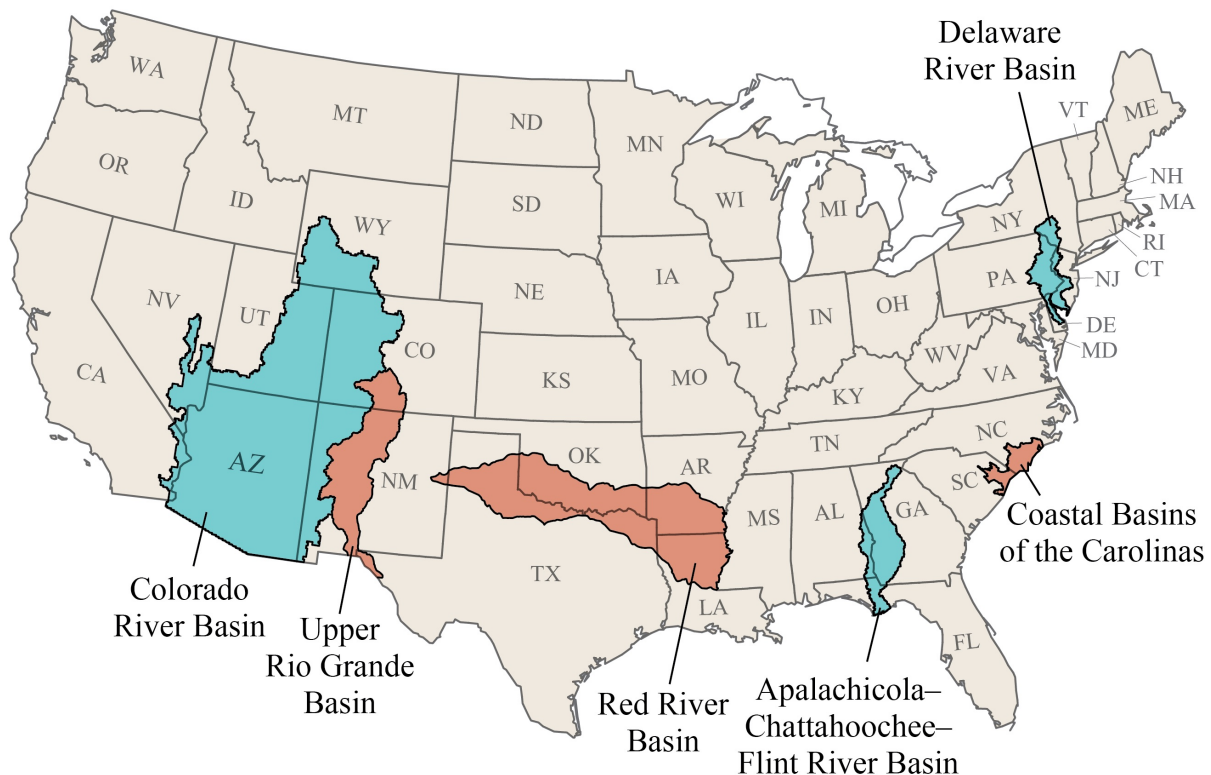 Delaware
River Basin
WA
MT
ND
MN
VT
ME
OR
ID
SD
WI
MI
NY
NH
MA
WY
RI
CT
IA
NE
PA
NJ
NV
UT
IL
IN
OH
DE
MD
CO
WV
CA
KS
MO
KY
VA
TN
NC
AZ
NM
OK
AR
SC
MS
AL
GA
Coastal Basins
of the Carolinas
TX
LA
FL
Colorado
River Basin
Upper
Rio Grande
Basin
Red River
Basin
Apalachicola–
Chattahoochee–
Flint River Basin